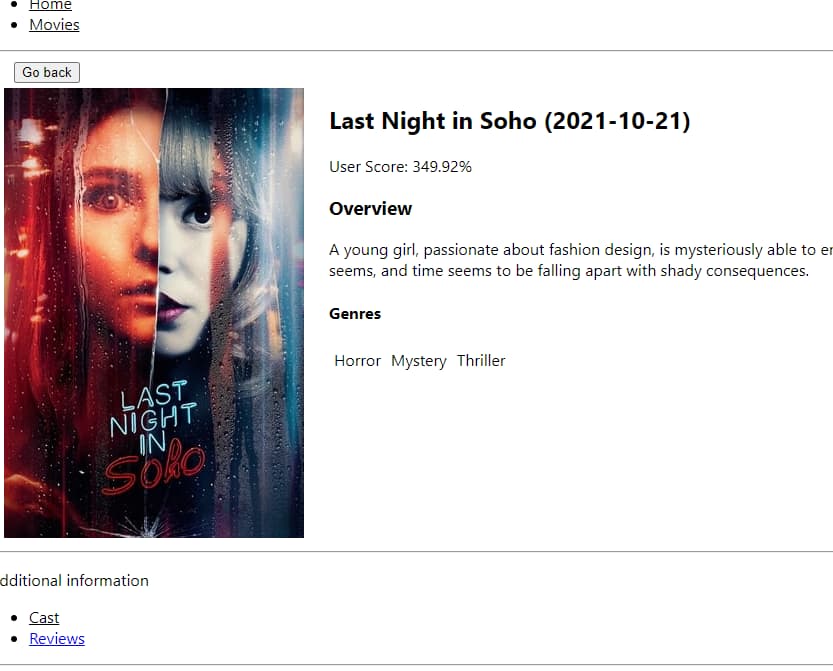 Home
Movies
Go back
Last Night in Soho (2021-10-21)
User Score: 349.92%
Overview
A young girl, passionate about fashion design, is mysteriously able to
seems, and time seems to be falling apart with shady consequences.
Genres
Horror Mystery Thriller
LAST
NIGHT
IN
SOHO
dditional information
Cast
Reviews